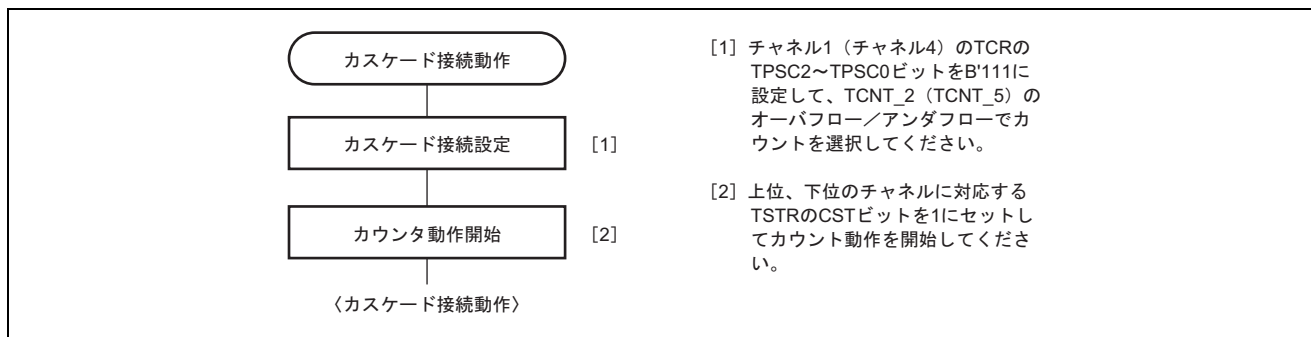 カスケード接続動作
カスケード接続設定 [1]
カウンタ動作開始 [2]
〈カスケード接続動作〉
[1] チャネル1（チャネル4）のTCRの
TPSC2～TPSC0ビットをB'111に
設定して、TCNT_2（TCNT_5）の
オーバフロー／アンダフローでカ
ウントを選択してください。
[2] 上位、下位のチャネルに対応する
TSTRのCSTビットを1にセットし
てカウント動作を開始してくださ
い。